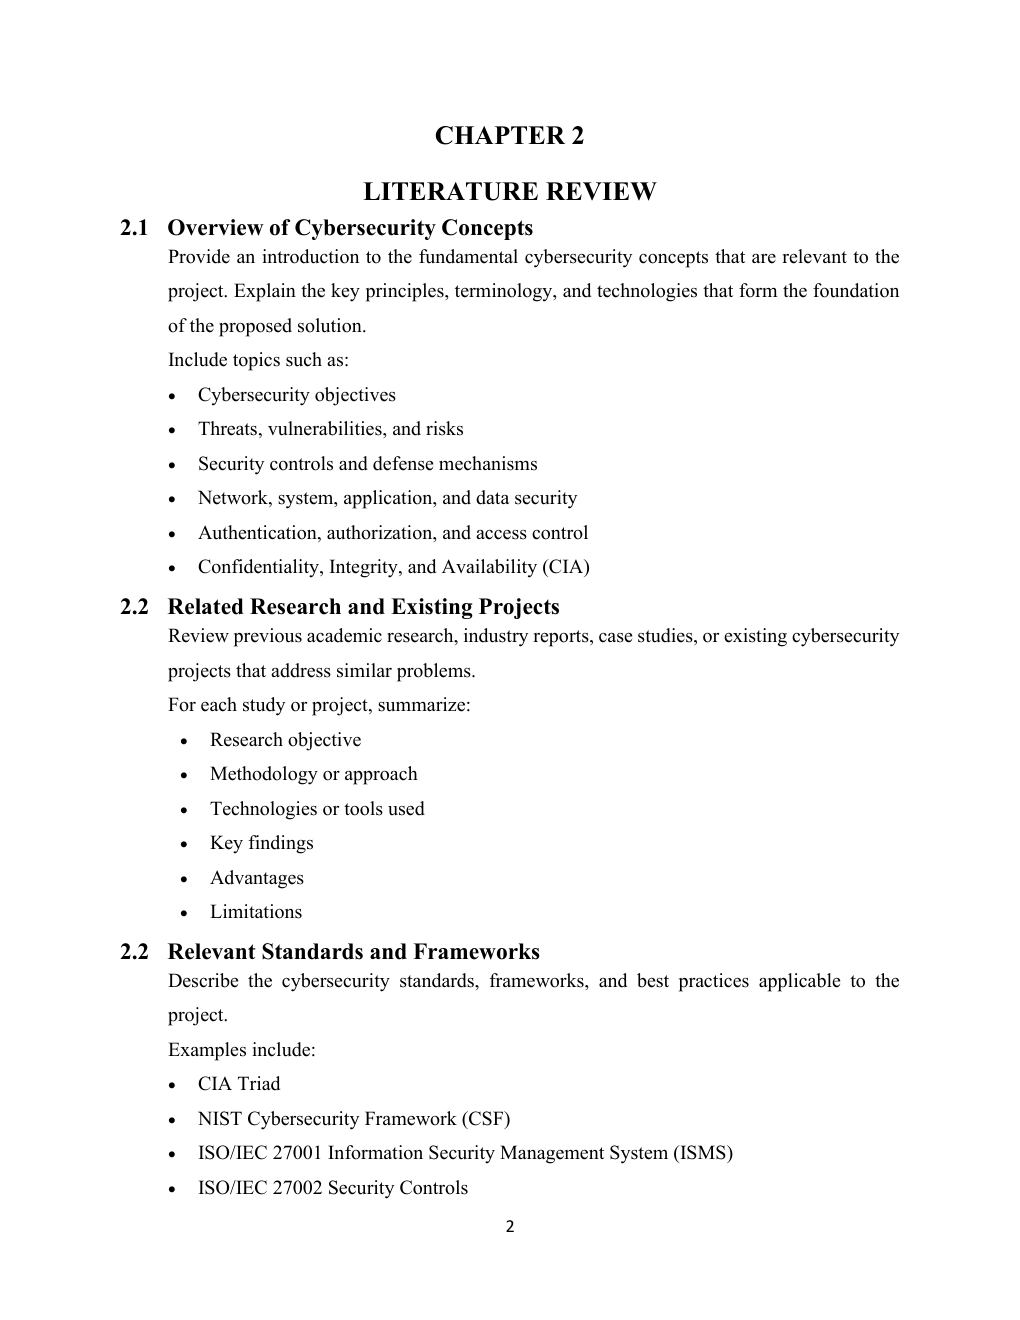 CHAPTER 2
LITERATURE REVIEW
2.1 Overview of Cybersecurity Concepts
Provide an introduction to the fundamental cybersecurity concepts that are relevant to the
project. Explain the key principles, terminology, and technologies that form the foundation
of the proposed solution.
Include topics such as:
• Cybersecurity objectives
• Threats, vulnerabilities, and risks
• Security controls and defense mechanisms
• Network, system, application, and data security
• Authentication, authorization, and access control
• Confidentiality, Integrity, and Availability (CIA)
2.2 Related Research and Existing Projects
Review previous academic research, industry reports, case studies, or existing cybersecurity
projects that address similar problems.
For each study or project, summarize:
• Research objective
• Methodology or approach
• Technologies or tools used
• Key findings
• Advantages
• Limitations
2.2 Relevant Standards and Frameworks
Describe the cybersecurity standards, frameworks, and best practices applicable to the
project.
Examples include:
• CIA Triad
• NIST Cybersecurity Framework (CSF)
• ISO/IEC 27001 Information Security Management System (ISMS)
• ISO/IEC 27002 Security Controls
2